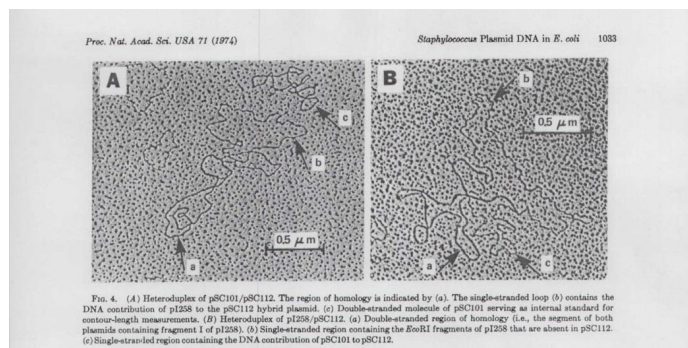 Proc. Nat. Acad. Sci. USA 71 (1974)
Staphylococcus Plasmid DNA in E. coli 1033
A
B
b
c
0.5 μm
b
0.5 μm
a
a
c
FIG. 4. (A) Heteroduplex of pSC101/pSC112. The region of homology is indicated by (a). The single-stranded loop (b) contains the
DNA contribution of pI258 to the pSC112 hybrid plasmid. (c) Double-stranded molecule of pSC101 serving as internal standard for
contour-length measurements. (B) Heteroduplex of pI258/pSC112. (a) Double-stranded region of homology (i.e., the segment of both
plasmids containing fragment I of pI258). (b) Single-stranded region containing the EcoRI fragments of pI258 that are absent in pSC112.
(c) Single-stranded region containing the DNA contribution of pSC101 to pSC112.